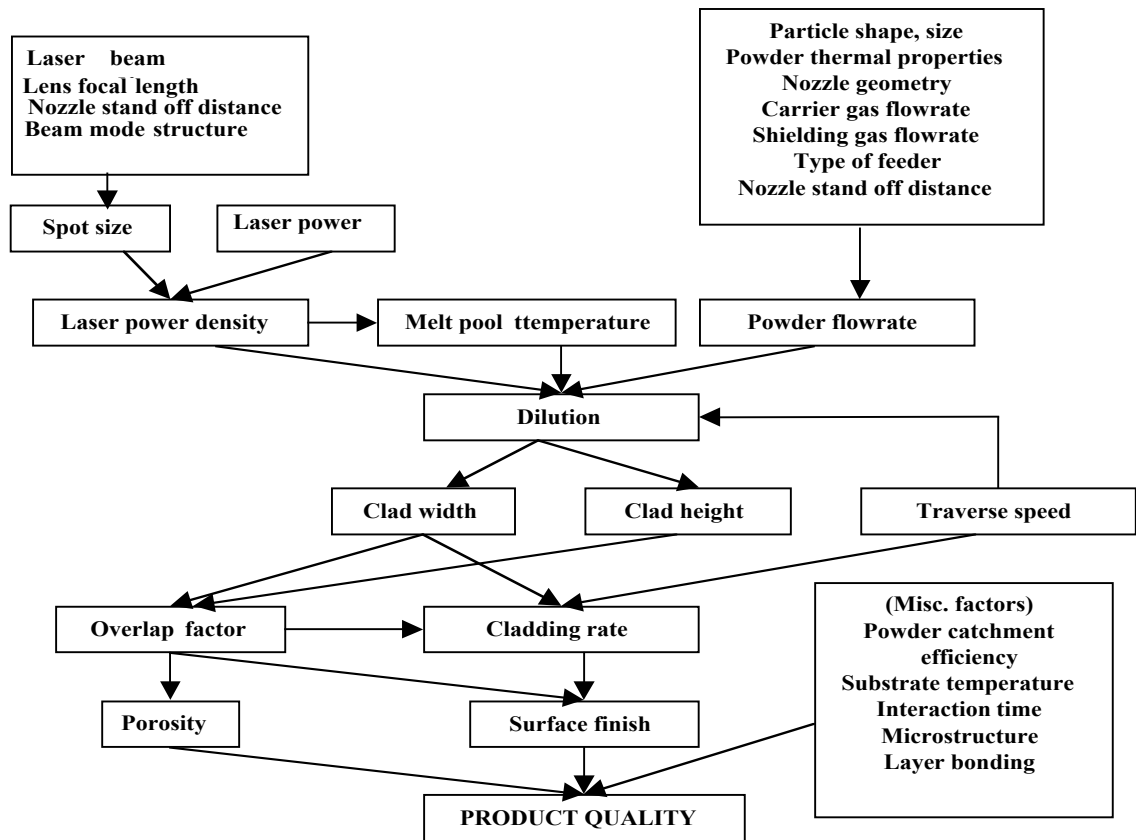 Laser beam
Lens focal length
Nozzle stand off distance
Beam mode structure
Particle shape, size
Powder thermal properties
Nozzle geometry
Carrier gas flowrate
Shielding gas flowrate
Type of feeder
Nozzle stand off distance
Spot size
Laser power
Laser power density
Melt pool ttemperature
Powder flowrate
Dilution
Clad width
Clad height
Traverse speed
Overlap factor
Cladding rate
(Misc. factors)
Powder catchment
efficiency
Substrate temperature
Interaction time
Microstructure
Layer bonding
Porosity
Surface finish
PRODUCT QUALITY